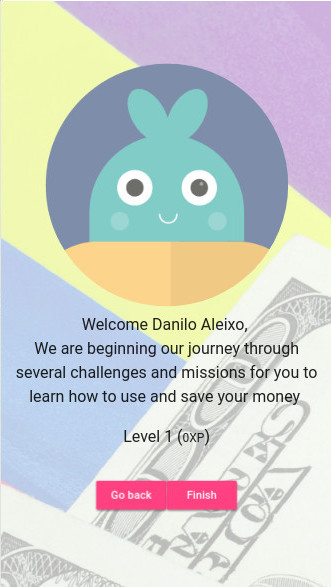 Welcome Danilo Aleixo,
We are beginning our journey through
several challenges and missions for you to
learn how to use and save your money
Level 1 (0XP)
Go back
Finish